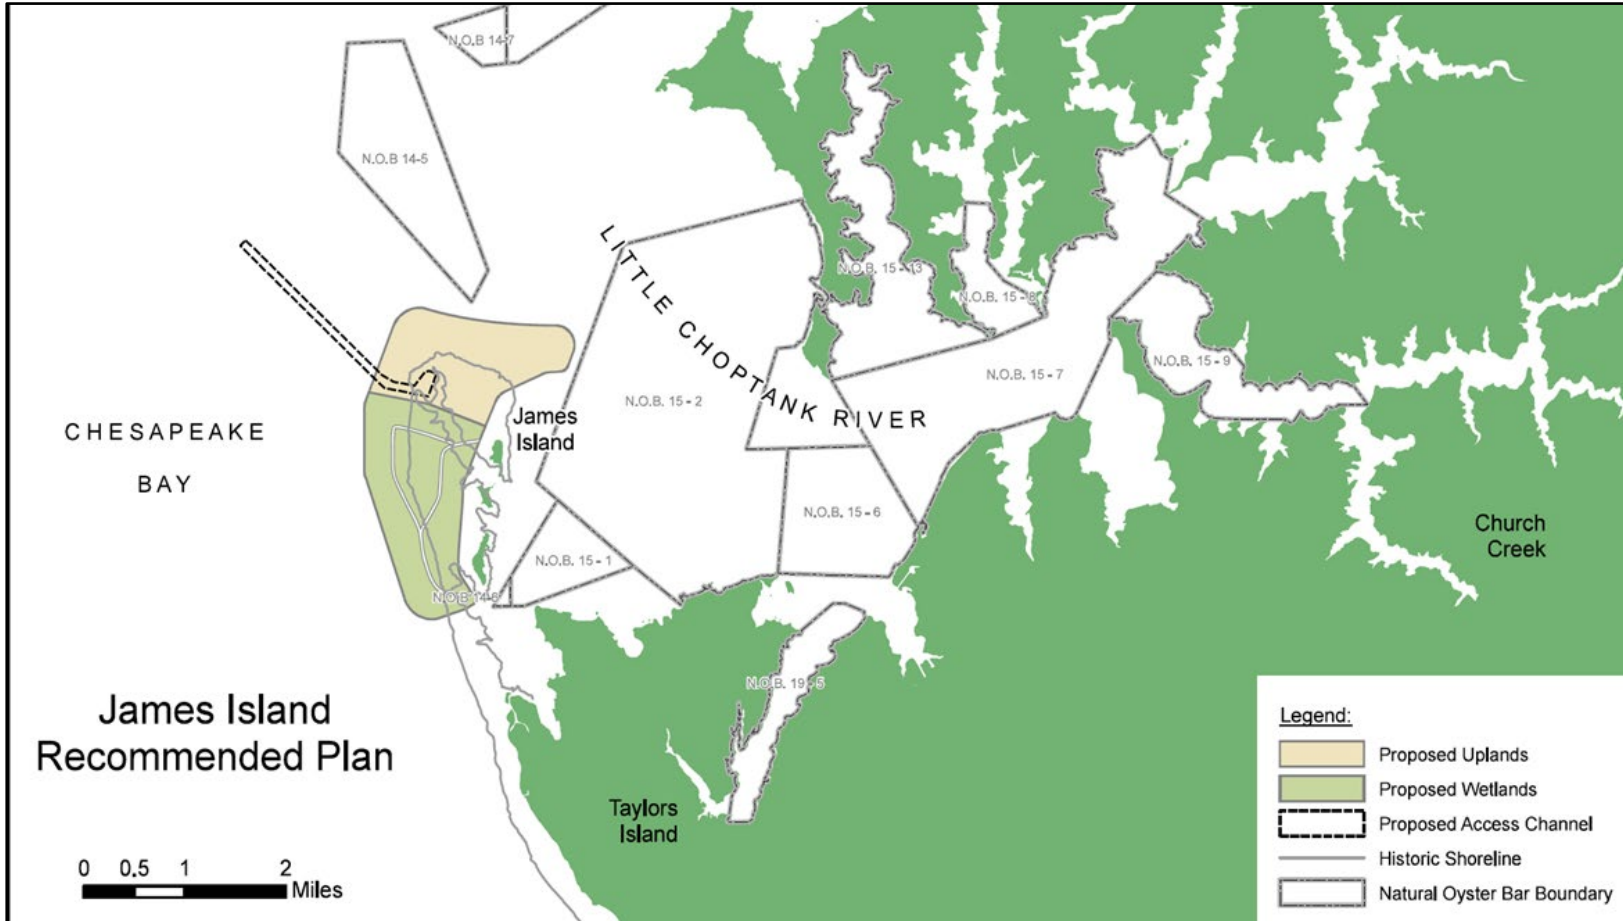 N.O.B 14-7
N.O.B 14-5
LITTLE CHOPTANK RIVER
N.O.B. 15 - 13
N.O.B. 15 - 8
N.O.B. 15 - 7
N.O.B. 15 - 9
N.O.B. 15 - 2
James
Island
CHESAPEAKE
BAY
N.O.B. 15 - 6
N.O.B. 15 - 1
Church
Creek
N.O.B
N.O.B. 19 - 5
James Island
Recommended Plan
Taylors
Island
0 0.5 1 2
Miles
Legend:
Proposed Uplands
Proposed Wetlands
Proposed Access Channel
Historic Shoreline
Natural Oyster Bar Boundary